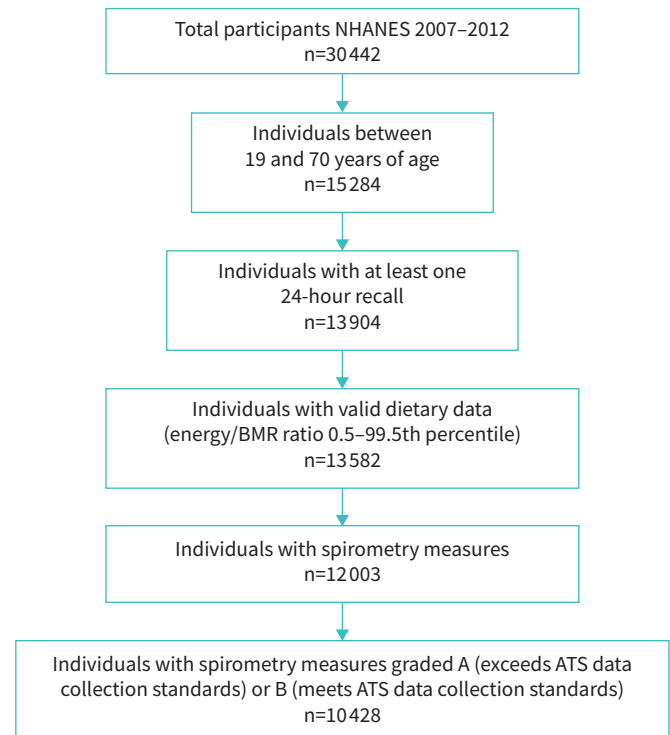 Total participants NHANES 2007–2012
n=30 442
Individuals between
19 and 70 years of age
n=15 284
Individuals with at least one
24-hour recall
n=13 904
Individuals with valid dietary data
(energy/BMR ratio 0.5–99.5th percentile)
n=13 582
Individuals with spirometry measures
n=12 003
Individuals with spirometry measures graded A (exceeds ATS data
collection standards) or B (meets ATS data collection standards)
n=10 428